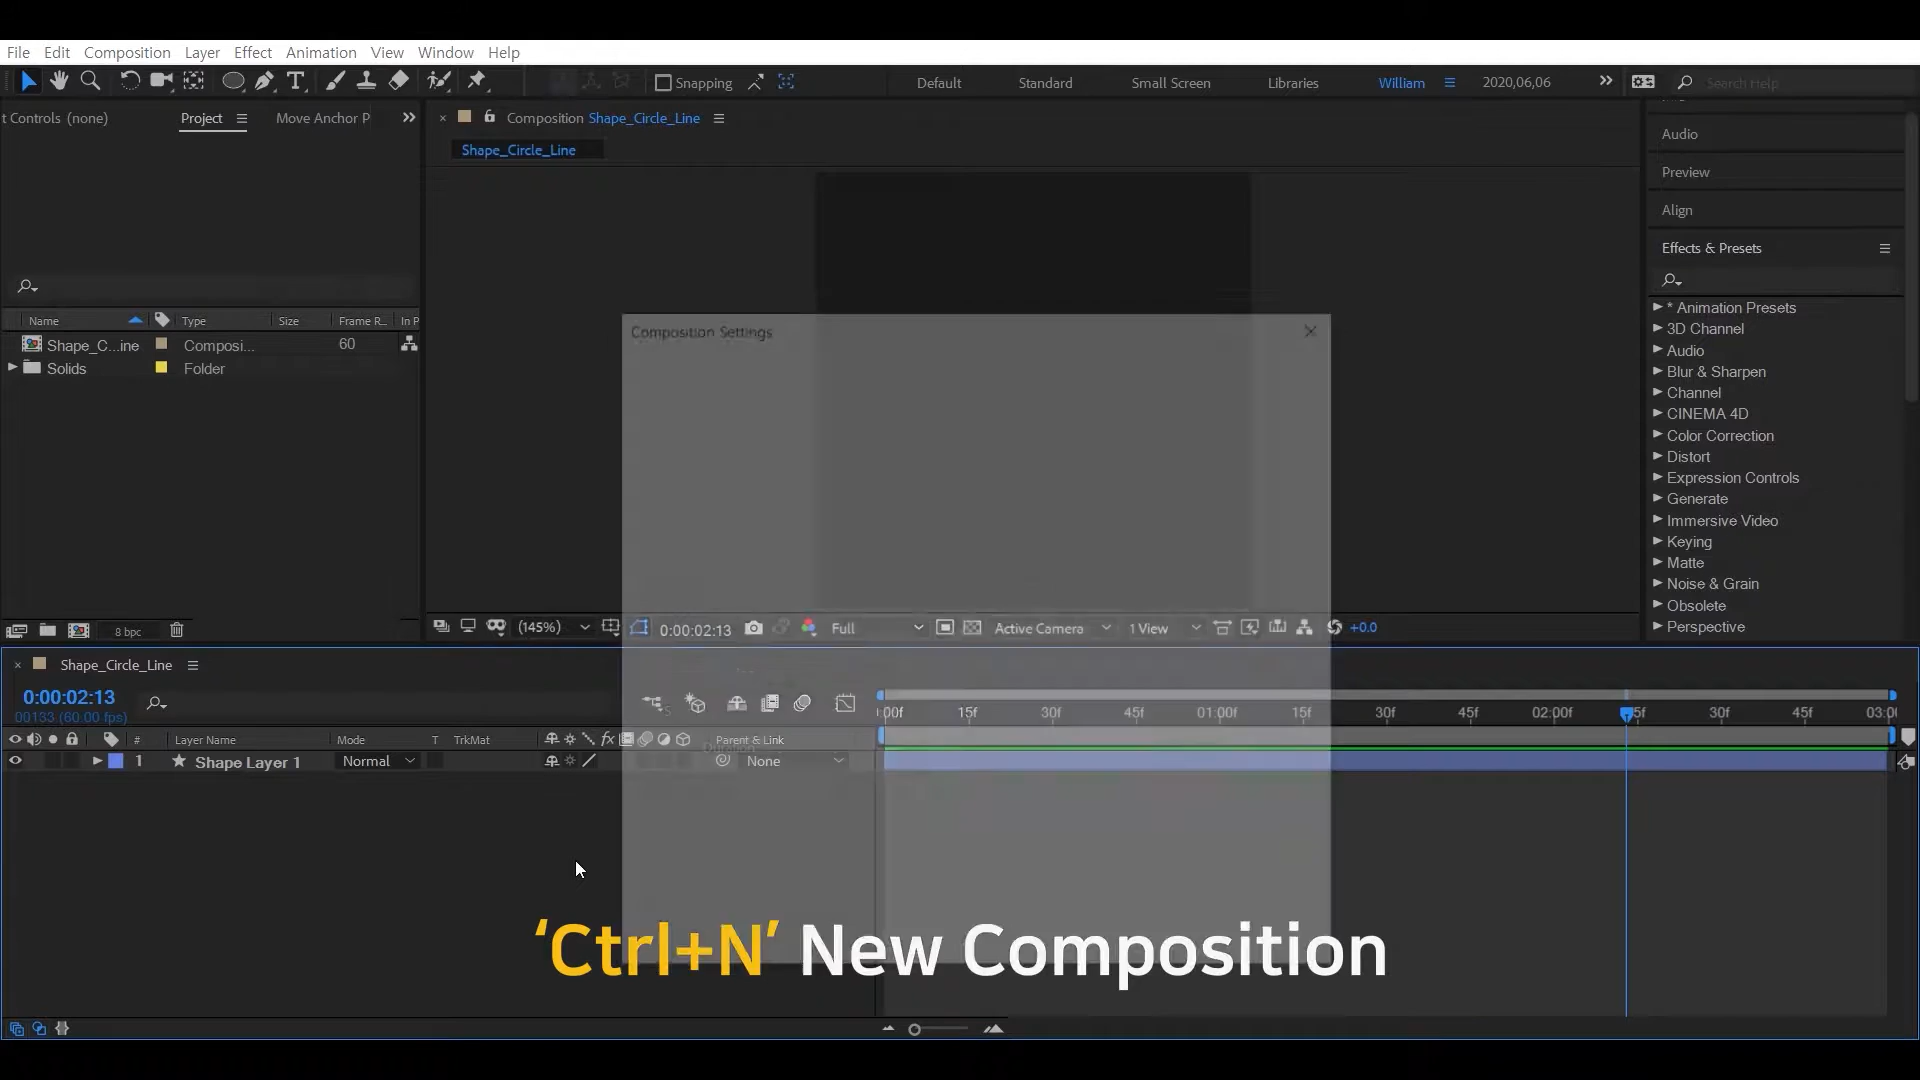 File Edit Composition Layer Effect Animation View Window Help
Snapping Default Standard Small Screen Libraries William 2020,06,06 Search Help
t Controls (none) Project Move Anchor P
Composition Shape_Circle_Line
Shape_Circle_Line
Audio
Preview
Align
Effects & Presets
Name Type Size Frame R... In P
Shape_C...ine Composi... 60
Solids Folder
Composition Settings
* Animation Presets
3D Channel
Audio
Blur & Sharpen
Channel
CINEMA 4D
Color Correction
Distort
Expression Controls
Generate
Immersive Video
Keying
Matte
Noise & Grain
Obsolete
Perspective
8 bpc
(145%) 0:00:02:13 Full Active Camera 1 View +0.0
Shape_Circle_Line
0:00:02:13
00133 (60.00 fps)
:00f 15f 30f 45f 01:00f 15f 30f 45f 02:00f 5f 30f 45f 03:0
# Layer Name Mode T TrkMat fx Parent & Link
1 Shape Layer 1 Normal None
‘Ctrl+N’ New Composition